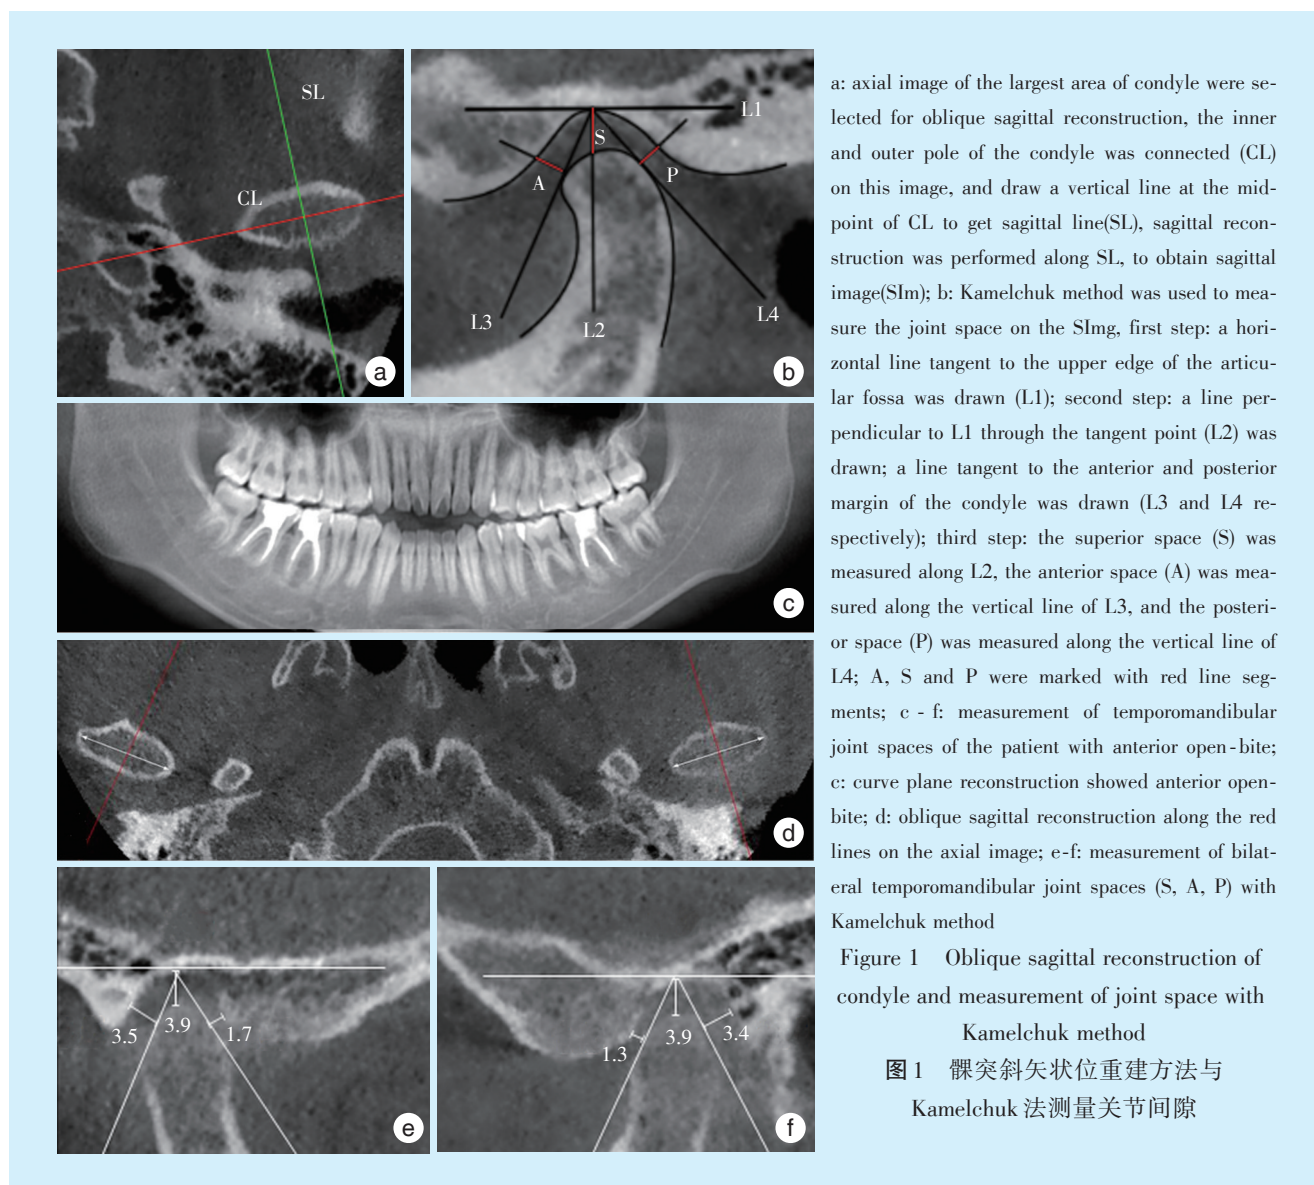 SL
CL
a
L1
S
A
P
L3
L2
L4
b
c
d
3.5
3.9
1.7
e
1.3
3.9
3.4
f
a: axial image of the largest area of condyle were se-
lected for oblique sagittal reconstruction, the inner
and outer pole of the condyle was connected (CL)
on this image, and draw a vertical line at the mid-
point of CL to get sagittal line(SL), sagittal recon-
struction was performed along SL, to obtain sagittal
image(SIm); b: Kamelchuk method was used to mea-
sure the joint space on the SImg, first step: a hori-
zontal line tangent to the upper edge of the articu-
lar fossa was drawn (L1); second step: a line per-
pendicular to L1 through the tangent point (L2) was
drawn; a line tangent to the anterior and posterior
margin of the condyle was drawn (L3 and L4 re-
spectively); third step: the superior space (S) was
measured along L2, the anterior space (A) was mea-
sured along the vertical line of L3, and the posteri-
or space (P) was measured along the vertical line of
L4; A, S and P were marked with red line seg-
ments; c - f: measurement of temporomandibular
joint spaces of the patient with anterior open-bite;
c: curve plane reconstruction showed anterior open-
bite; d: oblique sagittal reconstruction along the red
lines on the axial image; e-f: measurement of bilat-
eral temporomandibular joint spaces (S, A, P) with
Kamelchuk method
Figure 1 Oblique sagittal reconstruction of
condyle and measurement of joint space with
Kamelchuk method
图1 髁突斜矢状位重建方法与
Kamelchuk法测量关节间隙